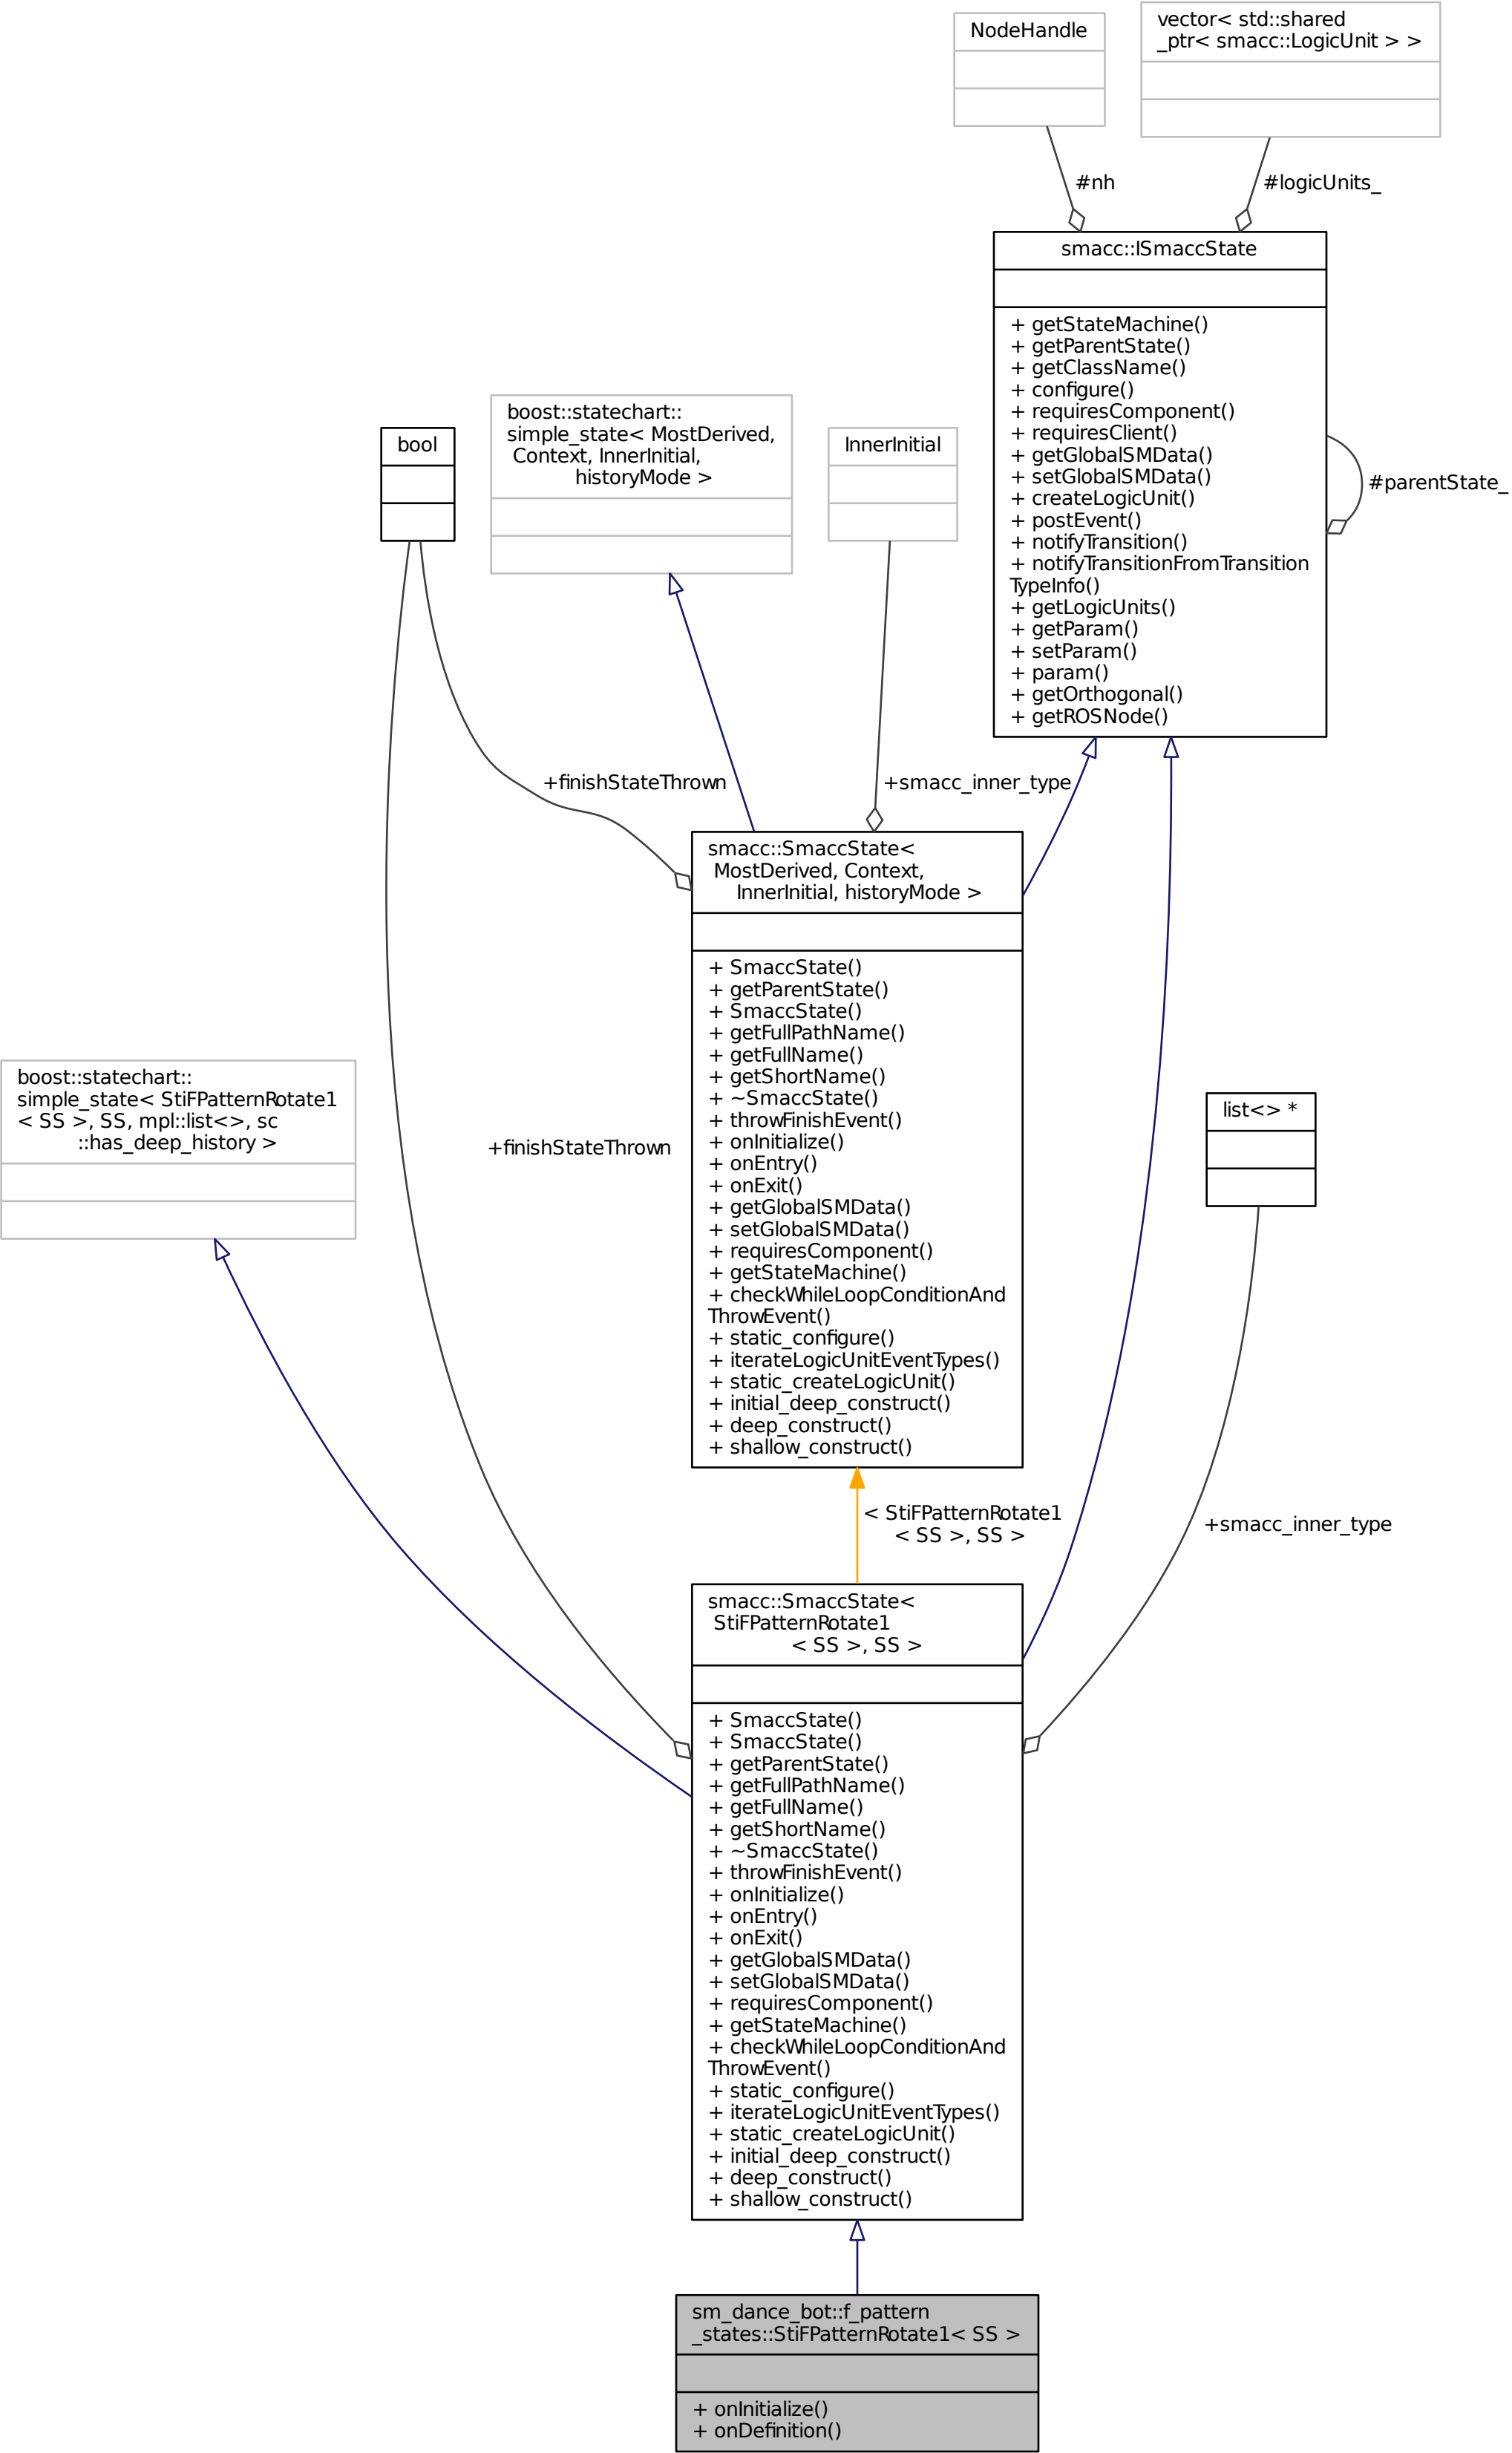 NodeHandle
vector< std::shared
_ptr< smacc::LogicUnit > >
#nh
#logicUnits_
smacc::ISmaccState
+ getStateMachine()
+ getParentState()
+ getClassName()
+ configure()
+ requiresComponent()
+ requiresClient()
+ getGlobalSMData()
+ setGlobalSMData()
+ createLogicUnit()
+ postEvent()
+ notifyTransition()
+ notifyTransitionFromTransition
TypeInfo()
+ getLogicUnits()
+ getParam()
+ setParam()
+ param()
+ getOrthogonal()
+ getROSNode()
#parentState_
bool
boost::statechart::
simple_state< MostDerived,
Context, InnerInitial,
historyMode >
InnerInitial
+finishStateThrown
+smacc_inner_type
smacc::SmaccState<
MostDerived, Context,
InnerInitial, historyMode >
+ SmaccState()
+ getParentState()
+ SmaccState()
+ getFullPathName()
+ getFullName()
+ getShortName()
+ ~SmaccState()
+ throwFinishEvent()
+ onInitialize()
+ onEntry()
+ onExit()
+ getGlobalSMData()
+ setGlobalSMData()
+ requiresComponent()
+ getStateMachine()
+ checkWhileLoopConditionAnd
ThrowEvent()
+ static_configure()
+ iterateLogicUnitEventTypes()
+ static_createLogicUnit()
+ initial_deep_construct()
+ deep_construct()
+ shallow_construct()
boost::statechart::
simple_state< StiFPatternRotate1
< SS >, SS, mpl::list<>, sc
::has_deep_history >
+finishStateThrown
list<> *
< StiFPatternRotate1
< SS >, SS >
+smacc_inner_type
smacc::SmaccState<
StiFPatternRotate1
< SS >, SS >
+ SmaccState()
+ SmaccState()
+ getParentState()
+ getFullPathName()
+ getFullName()
+ getShortName()
+ ~SmaccState()
+ throwFinishEvent()
+ onInitialize()
+ onEntry()
+ onExit()
+ getGlobalSMData()
+ setGlobalSMData()
+ requiresComponent()
+ getStateMachine()
+ checkWhileLoopConditionAnd
ThrowEvent()
+ static_configure()
+ iterateLogicUnitEventTypes()
+ static_createLogicUnit()
+ initial_deep_construct()
+ deep_construct()
+ shallow_construct()
sm_dance_bot::f_pattern
_states::StiFPatternRotate1< SS >
+ onInitialize()
+ onDefinition()